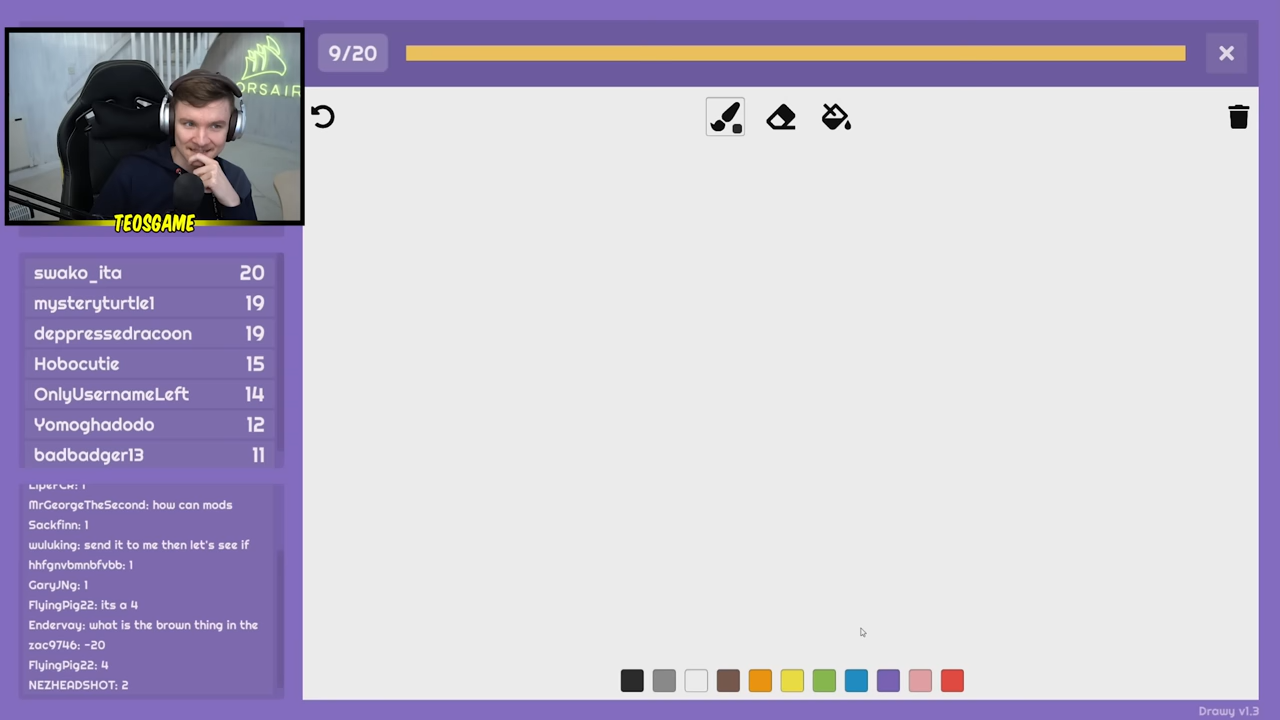 9/20
ORSAIR
TEOSGAME
swako_ita 20
mysteryturtle1 19
deppressedracoon 19
Hobocutie 15
OnlyUsernameLeft 14
Yomoghadodo 12
badbadger13 11
MrGeorgeTheSecond: how can mods
Sackfinn: 1
wuluking: send it to me then let's see if
hhfgnvbmnbfvbb: 1
GaryJNg: 1
FlyingPig22: its a 4
Endervay: what is the brown thing in the
zac9746: -20
FlyingPig22: 4
NEZHEADSHOT: 2
Drawy v1.3